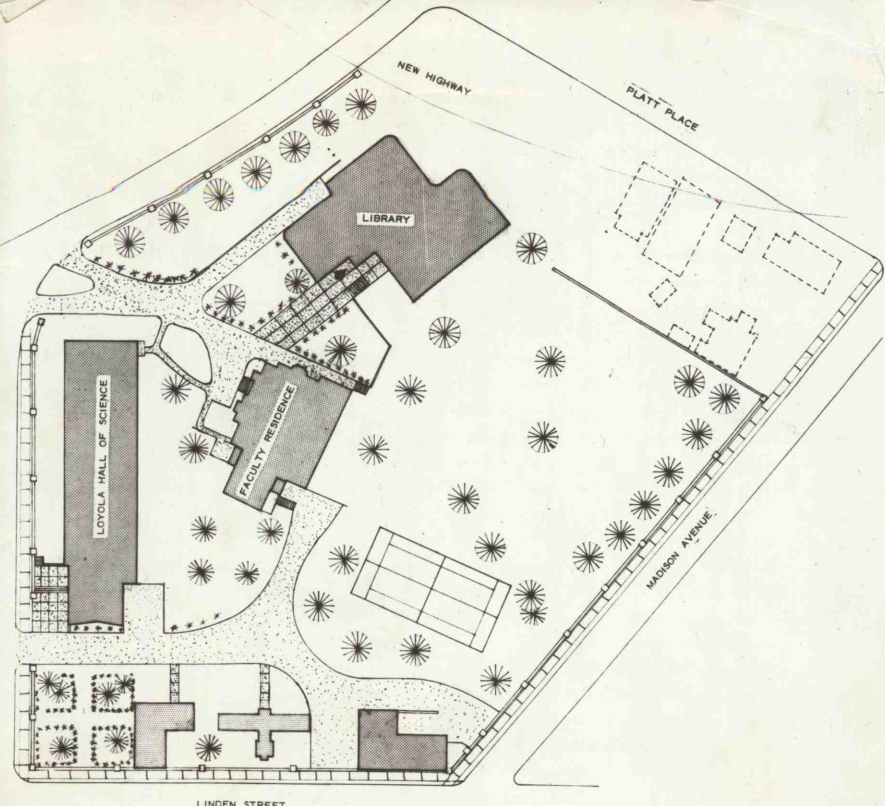 NEW HIGHWAY
PLATT PLACE
LIBRARY
LOYOLA HALL OF SCIENCE
FACULTY RESIDENCE
MADISON AVENUE
LINDEN STREET